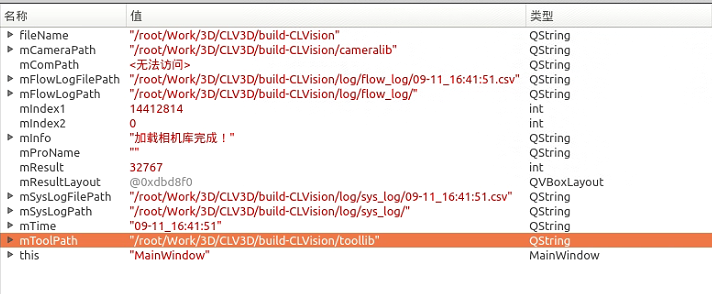 名称 值 类型
fileName "/root/Work/3D/CLV3D/build-CLVision" QString
mCameraPath "/root/Work/3D/CLV3D/build-CLVision/cameralib" QString
mComPath <无法访问> QString
mFlowLogFilePath "/root/Work/3D/CLV3D/build-CLVision/log/flow_log/09-11_16:41:51.csv" QString
mFlowLogPath "/root/Work/3D/CLV3D/build-CLVision/log/flow_log/" QString
mIndex1 14412814 int
mIndex2 0 int
mInfo "加载相机库完成！" QString
mProName "" QString
mResult 32767 int
mResultLayout @0xdbd8f0 QVBoxLayout
mSysLogFilePath "/root/Work/3D/CLV3D/build-CLVision/log/sys_log/09-11_16:41:51.csv" QString
mSysLogPath "/root/Work/3D/CLV3D/build-CLVision/log/sys_log/" QString
mTime "09-11_16:41:51" QString
mToolPath "/root/Work/3D/CLV3D/build-CLVision/toollib" QString
this "MainWindow" MainWindow